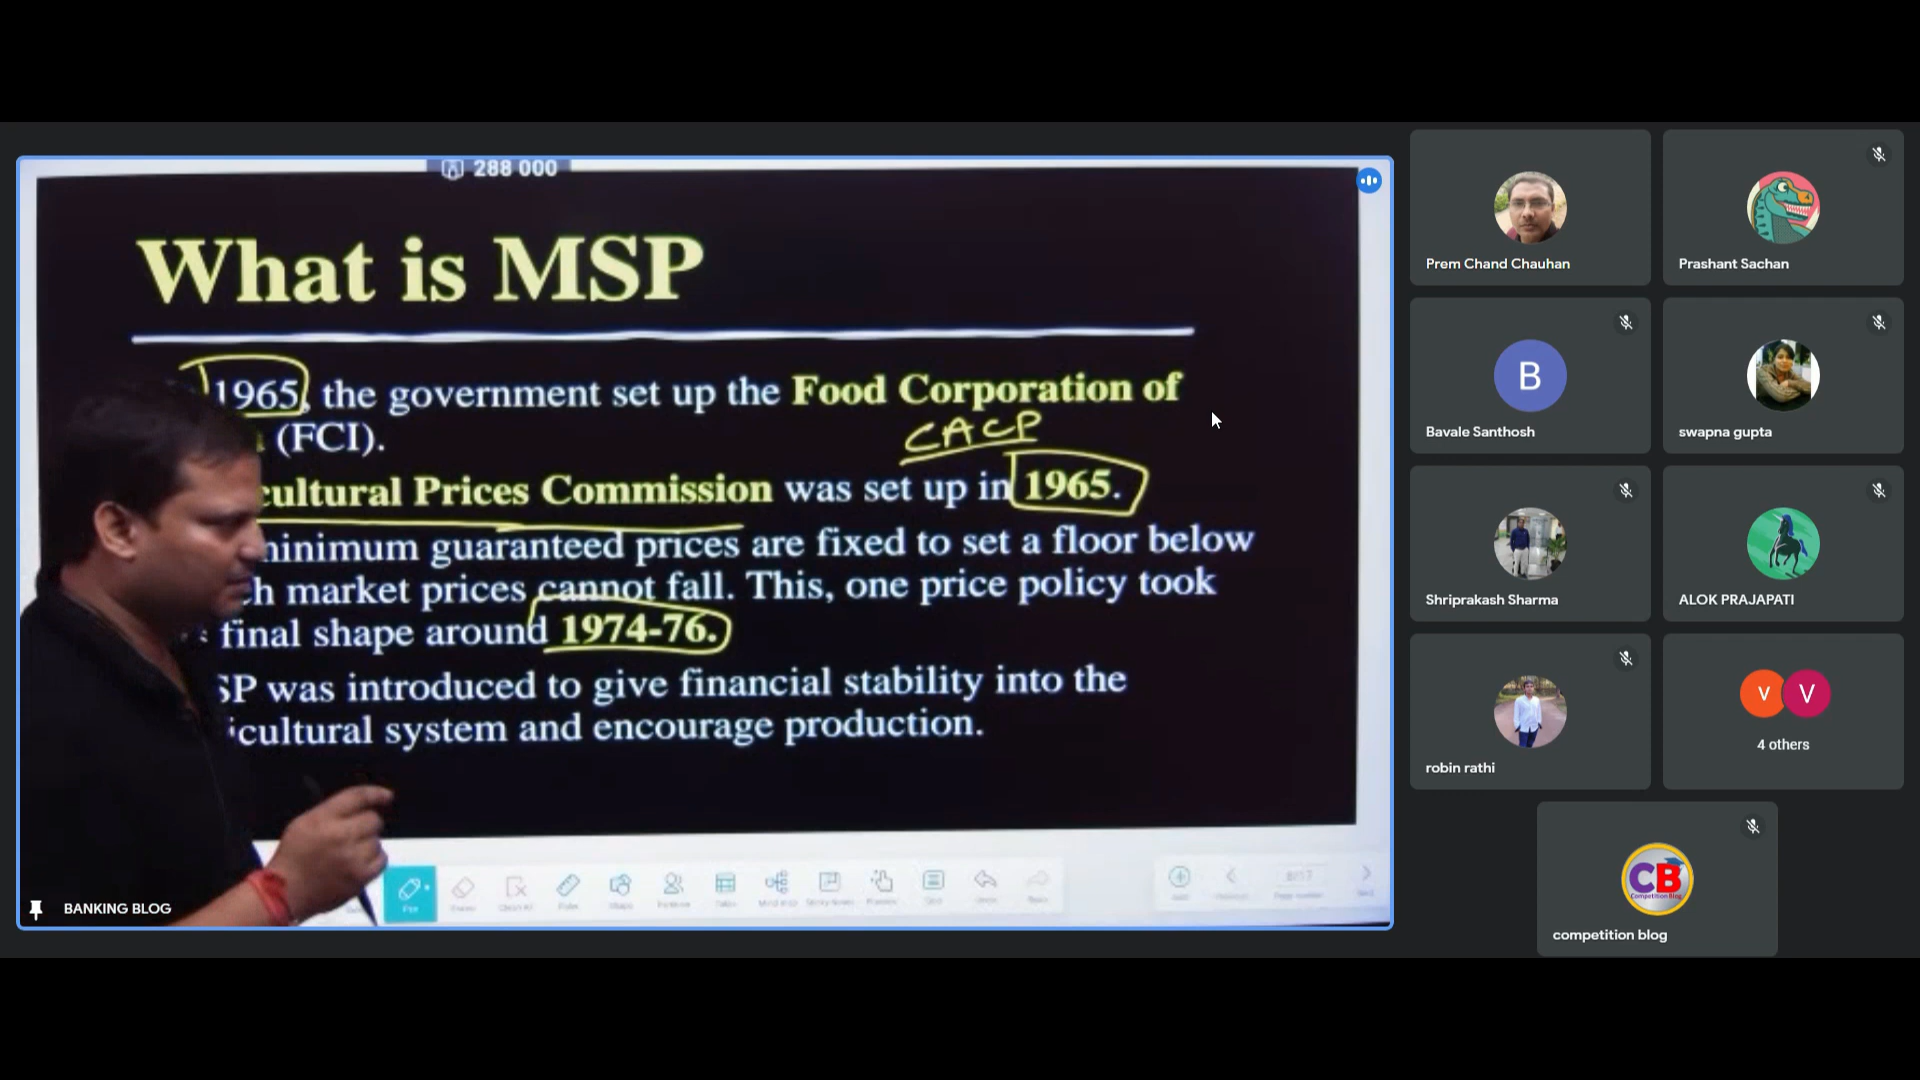 288 000
What is MSP
1965, the government set up the Food Corporation of
(FCI).
CACP
cultural Prices Commission was set up in 1965.
minimum guaranteed prices are fixed to set a floor below
market prices cannot fall. This, one price policy took
final shape around 1974-76.
SP was introduced to give financial stability into the
icultural system and encourage production.
BANKING BLOG
Prem Chand Chauhan
Prashant Sachan
B
Bavale Santhosh
swapna gupta
Shriprakash Sharma
ALOK PRAJAPATI
robin rathi
V V
4 others
CB
competition blog